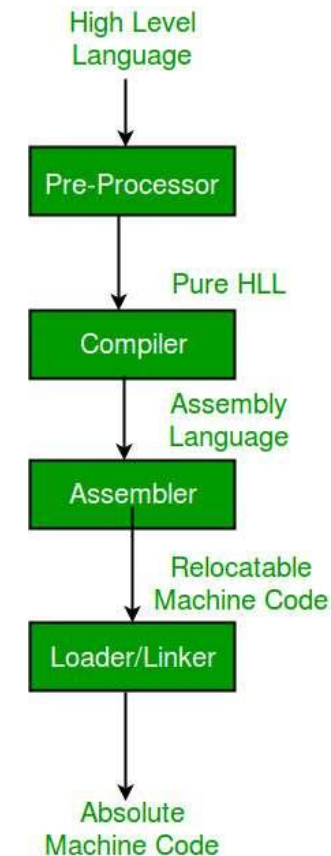 High Level
Language
Pre-Processor
Pure HLL
Compiler
Assembly
Language
Assembler
Relocatable
Machine Code
Loader/Linker
Absolute
Machine Code